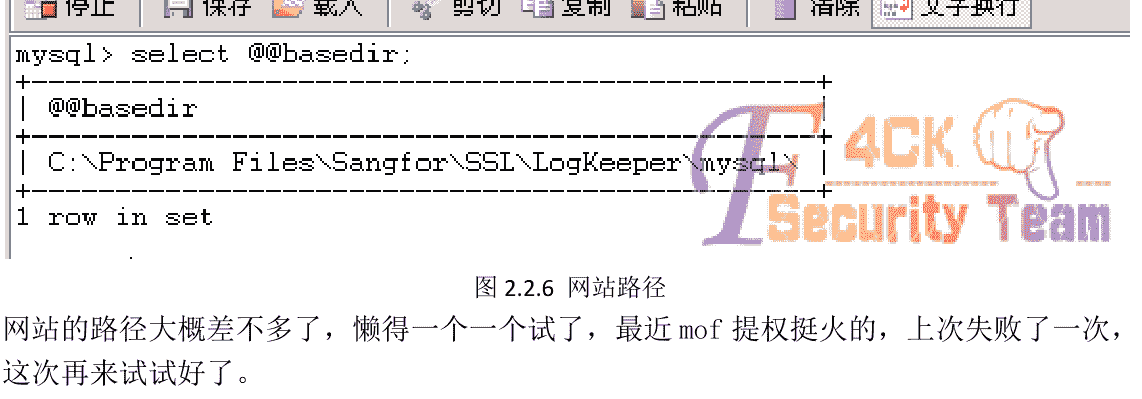 停止 保存 载入 剪切 复制 粘贴 清除 文字换行
mysql> select @@basedir;
+-------------------------------------------------+
| @@basedir |
+-------------------------------------------------+
| C:\Program Files\Sangfor\SSL\LogKeeper\mysql\ |
+-------------------------------------------------+
1 row in set
F4CK
Security Team
图 2.2.6 网站路径
网站的路径大概差不多了，懒得一个一个试了，最近 mof 提权挺火的，上次失败了一次，
这次再来试试好了。